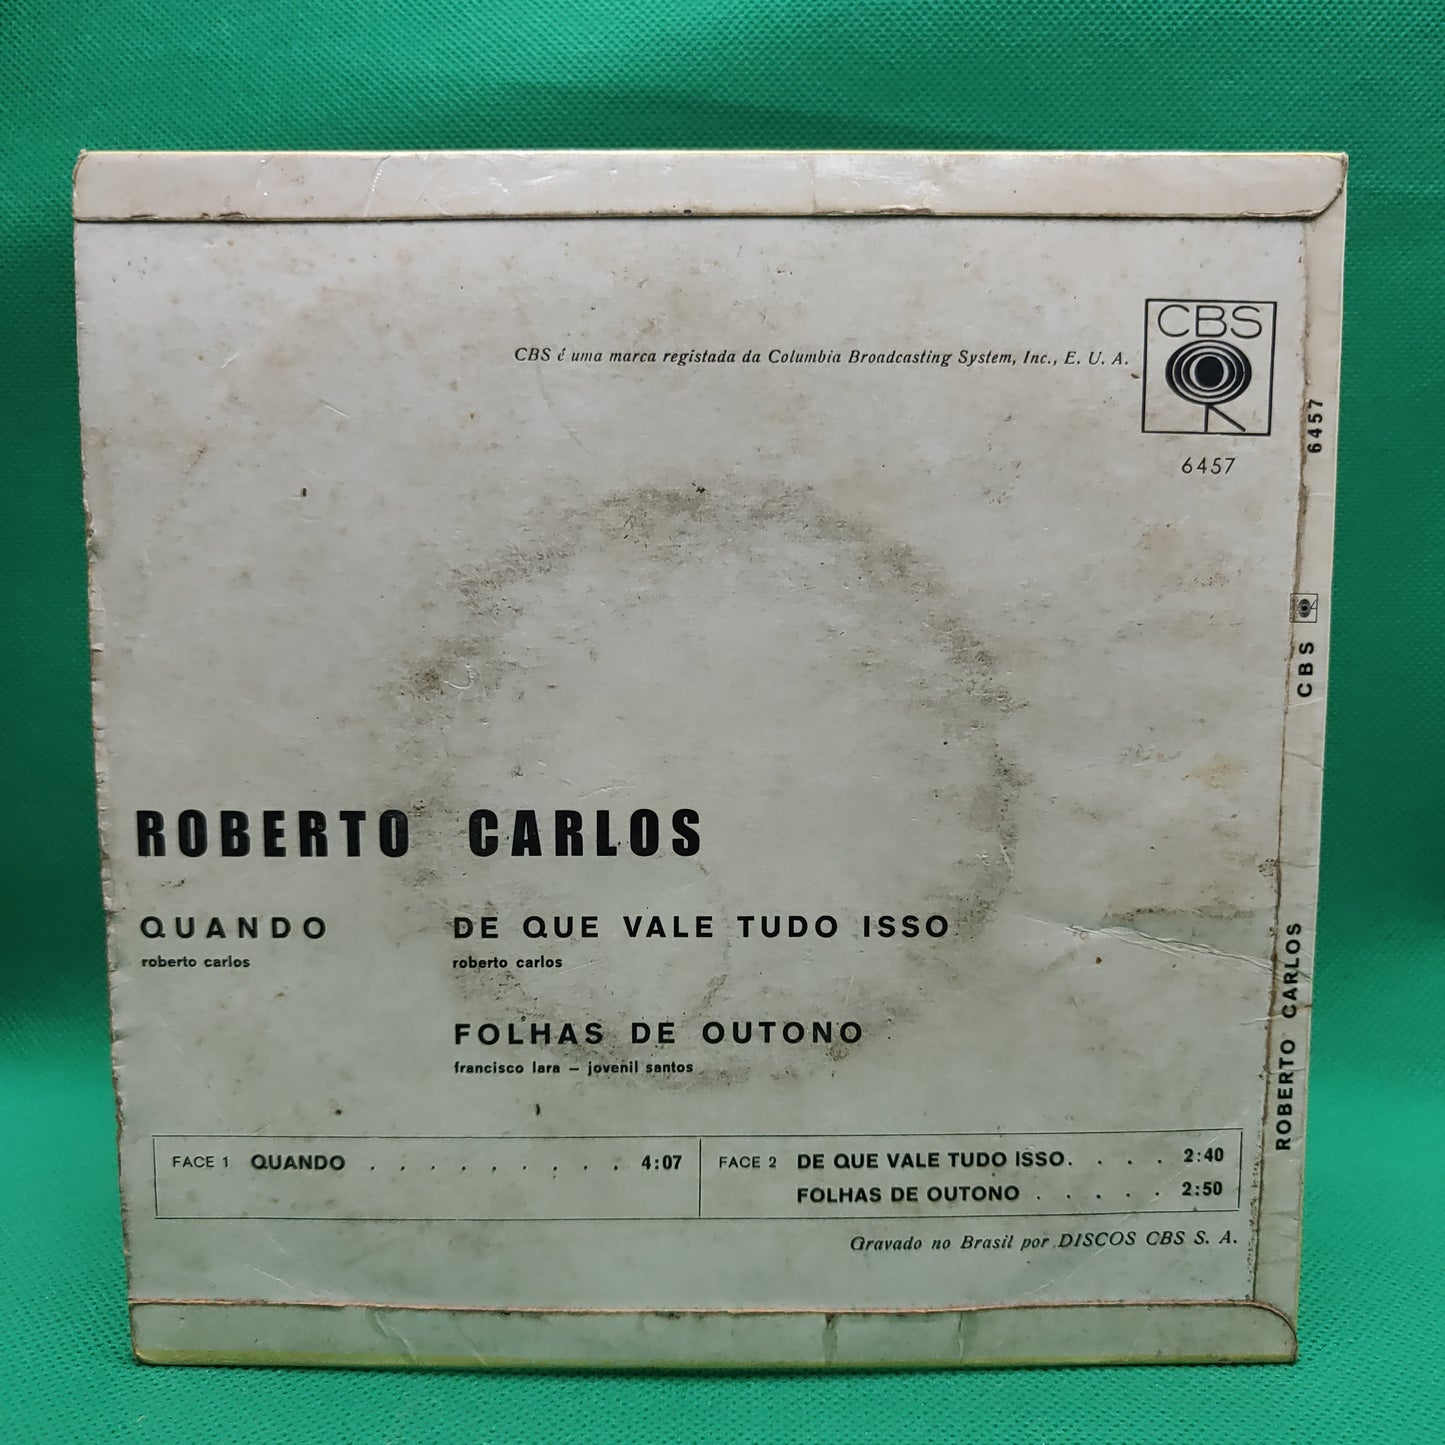 CBS
CBS é uma marca registada da Columbia Broadcasting System, Inc., E. U. A.
6457
ROBERTO CARLOS
QUANDO
roberto carlos
DE QUE VALE TUDO ISSO
roberto carlos
FOLHAS DE OUTONO
francisco lara – jovenil santos
FACE 1 QUANDO . . . . . . . . . 4:07
FACE 2 DE QUE VALE TUDO ISSO. . . . . 2:40
FOLHAS DE OUTONO . . . . . 2:50
Gravado no Brasil por DISCOS CBS S. A.
ROBERTO CARLOS CBS 6457